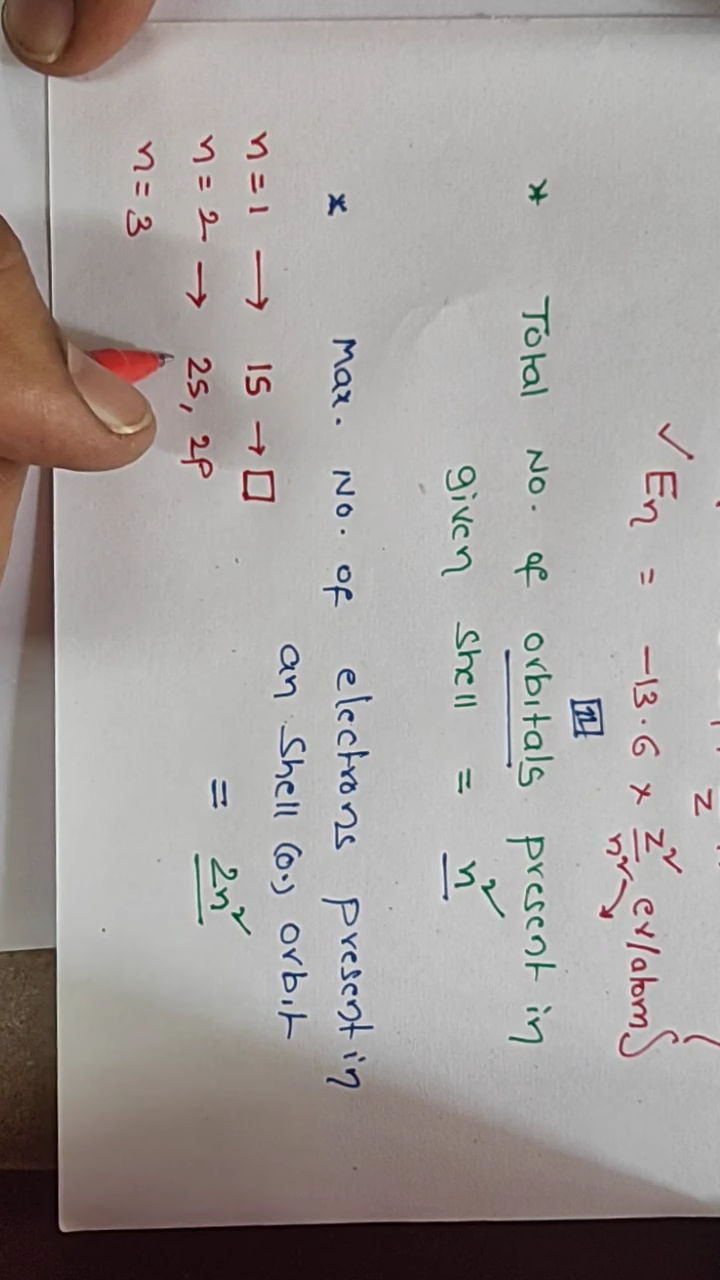 z
✓ En = -13.6 × z²/n² ev/atom
n
* Total No. of orbitals present in
given shell = n²
* Max. No. of electrons present in
an shell (or) orbit
= 2n²
n = 1 → 1s → □
n = 2 → 2s, 2p
n = 3